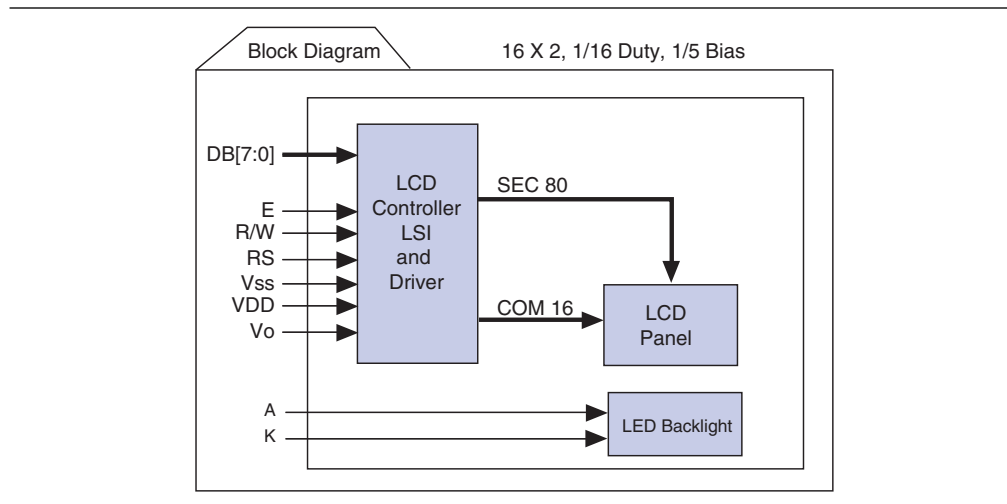 Block Diagram
16 X 2, 1/16 Duty, 1/5 Bias
DB[7:0]
E
R/W
RS
Vss
VDD
Vo
LCD
Controller
LSI
and
Driver
SEC 80
COM 16
LCD
Panel
A
K
LED Backlight